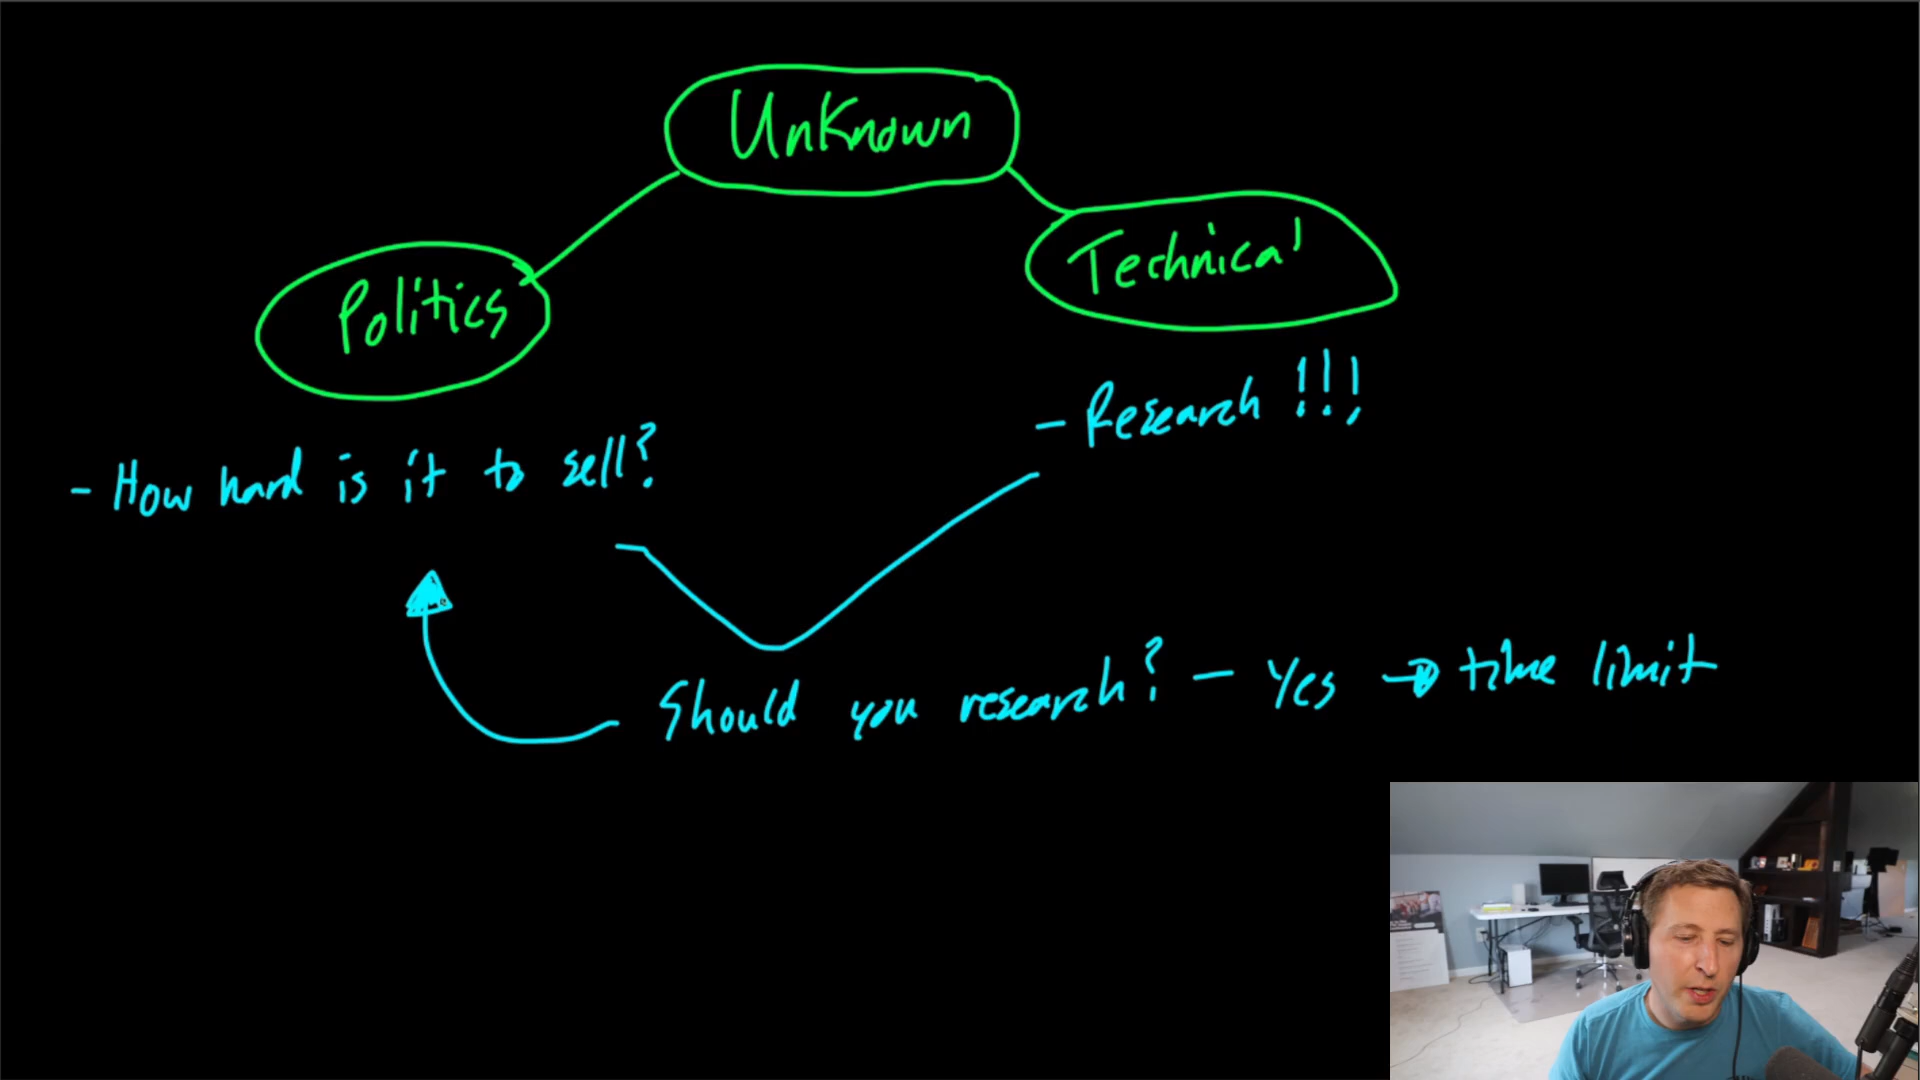 UnKnown
Politics
Technical
- Research !!!
- How hard is it to sell?
Should you research? - Yes → time limit